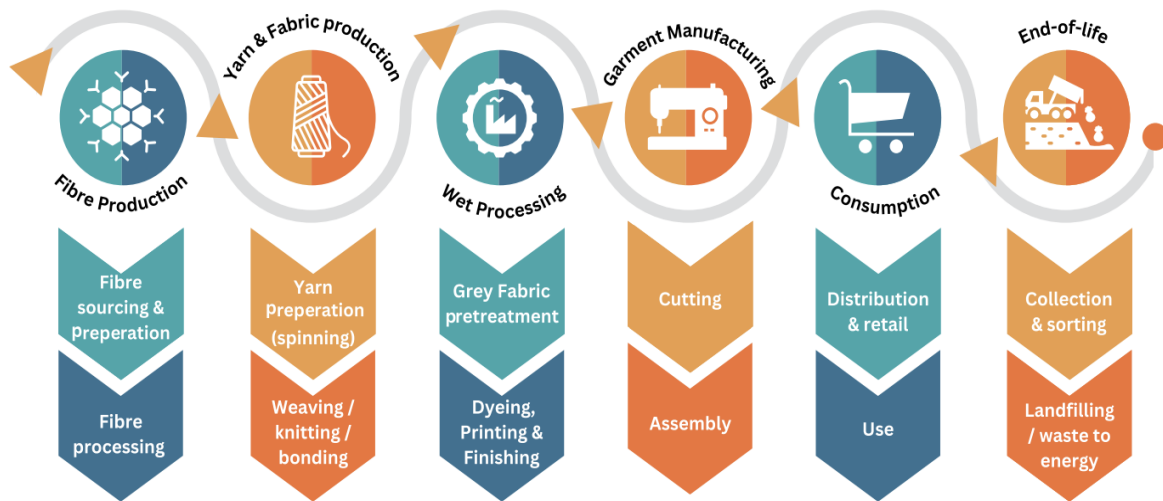 Fibre Production
Yarn & Fabric production
Wet Processing
Garment Manufacturing
Consumption
End-of-life
Fibre
sourcing &
preperation
Yarn
preperation
(spinning)
Grey Fabric
pretreatment
Cutting
Distribution
& retail
Collection
& sorting
Fibre
processing
Weaving /
knitting /
bonding
Dyeing,
Printing &
Finishing
Assembly
Use
Landfilling
/ waste to
energy